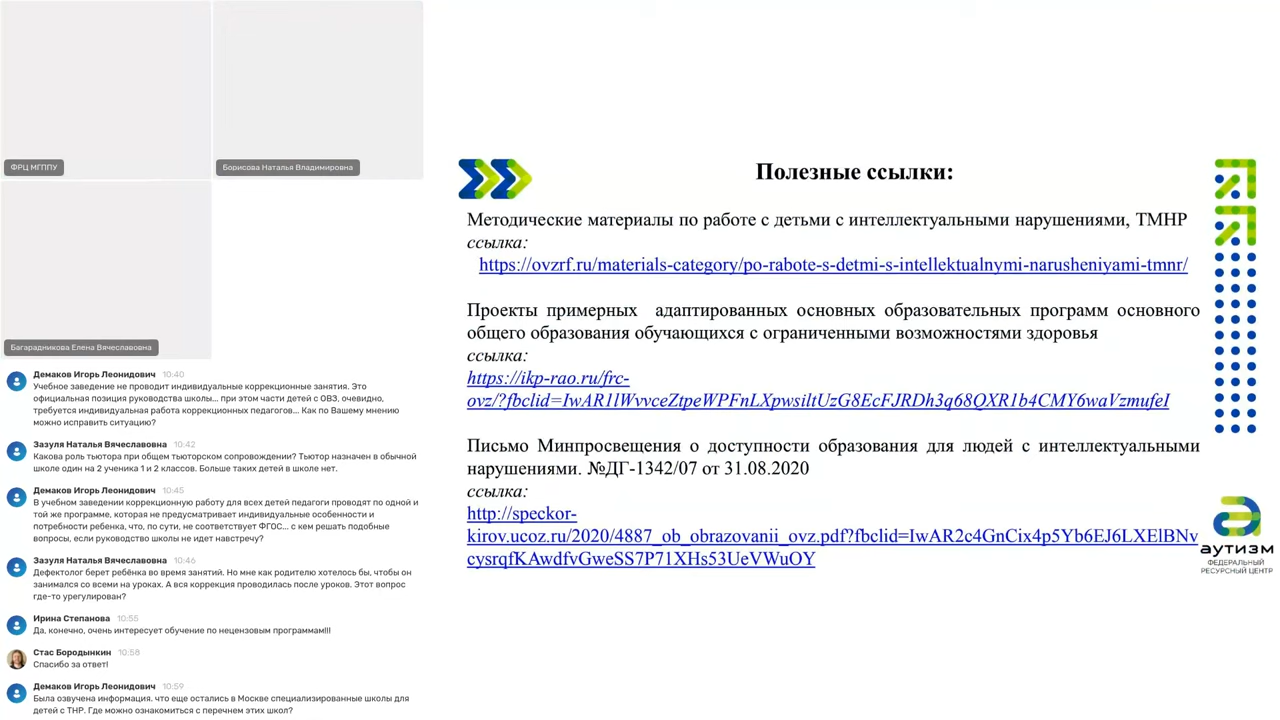 ФРЦ МГППУ
Борисова Наталья Владимировна
Багарадникова Елена Вячеславовна
Демаков Игорь Леонидович 10:40
Учебное заведение не проводит индивидуальные коррекционные занятия. Это
официальная позиция руководства школы... при этом части детей с ОВЗ, очевидно,
требуется индивидуальная работа коррекционных педагогов... Как по Вашему мнению
можно исправить ситуацию?
Зазуля Наталья Вячеславовна 10:42
Какова роль тьютора при общем тьюторском сопровождении? Тьютор назначен в обычной
школе один на 2 ученика 1 и 2 классов. Больше таких детей в школе нет.
Демаков Игорь Леонидович 10:45
В учебном заведении коррекционную работу для всех детей педагоги проводят по одной и
той же программе, которая не предусматривает индивидуальные особенности и
потребности ребенка, что, по сути, не соответствует ФГОС... с кем решать подобные
вопросы, если руководство школы не идет навстречу?
Зазуля Наталья Вячеславовна 10:46
Дефектолог берет ребёнка во время занятий. Но мне как родителю хотелось бы, чтобы он
занимался со всеми на уроках. А вся коррекция проводилась после уроков. Этот вопрос
где-то урегулирован?
Ирина Степанова 10:55
Да, конечно, очень интересует обучение по нецензовым программам!!!
Стас Бородынкин 10:58
Спасибо за ответ!
Демаков Игорь Леонидович 10:59
Была озвучена информация. что еще остались в Москве специализированные школы для
детей с ТНР. Где можно ознакомиться с перечнем этих школ?
Полезные ссылки:
Методические материалы по работе с детьми с интеллектуальными нарушениями, ТМНР
ссылка:
https://ovzrf.ru/materials-category/po-rabote-s-detmi-s-intellektualnymi-narusheniyami-tmnr/
Проекты примерных адаптированных основных образовательных программ основного
общего образования обучающихся с ограниченными возможностями здоровья
ссылка:
https://ikp-rao.ru/frc-
ovz/?fbclid=IwAR1lWvvceZtpeWPFnLXpwsiltUzG8EcFJRDh3q68QXR1b4CMY6waVzmufeI
Письмо Минпросвещения о доступности образования для людей с интеллектуальными
нарушениями. №ДГ-1342/07 от 31.08.2020
ссылка:
http://speckor-
kirov.ucoz.ru/2020/4887_ob_obrazovanii_ovz.pdf?fbclid=IwAR2c4GnCix4p5Yb6EJ6LXElBNv
cysrqfKAwdfvGweSS7P71XHs53UeVWuOY
аутизм
ФЕДЕРАЛЬНЫЙ
РЕСУРСНЫЙ ЦЕНТР